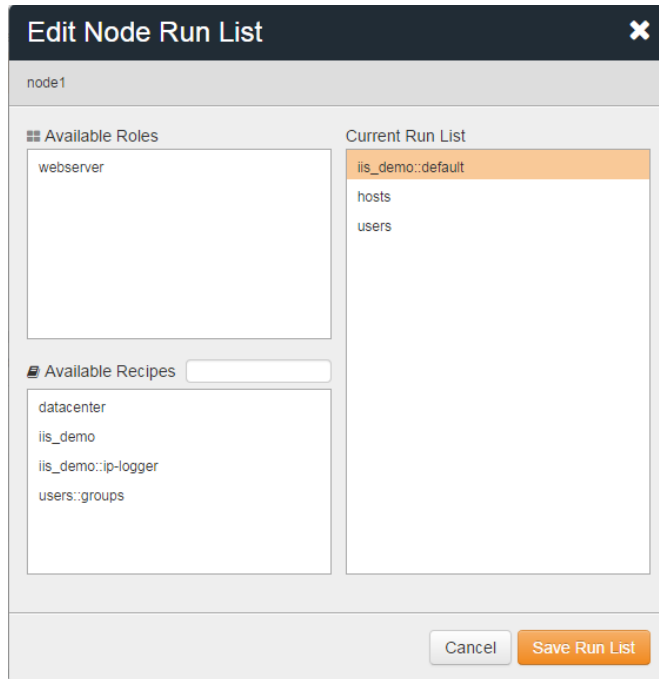 Edit Node Run List
node1
Available Roles
webserver
Available Recipes
datacenter
iis_demo
iis_demo::ip-logger
users::groups
Current Run List
iis_demo::default
hosts
users
Cancel
Save Run List